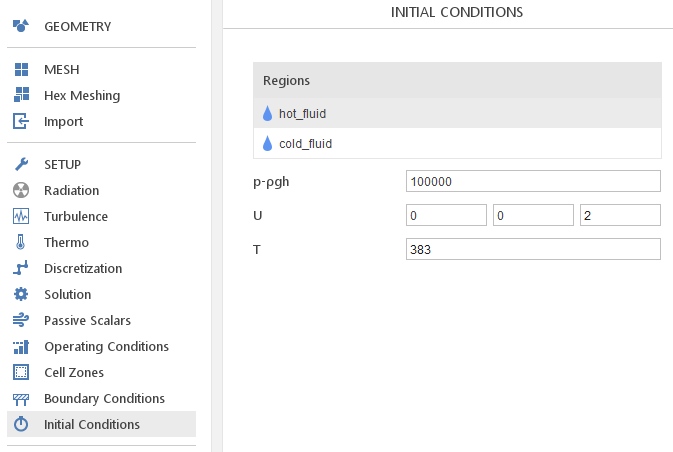 GEOMETRY
MESH
Hex Meshing
Import
SETUP
Radiation
Turbulence
Thermo
Discretization
Solution
Passive Scalars
Operating Conditions
Cell Zones
Boundary Conditions
Initial Conditions
INITIAL CONDITIONS
Regions
hot_fluid
cold_fluid
p-ρgh 100000
U 0 0 2
T 383